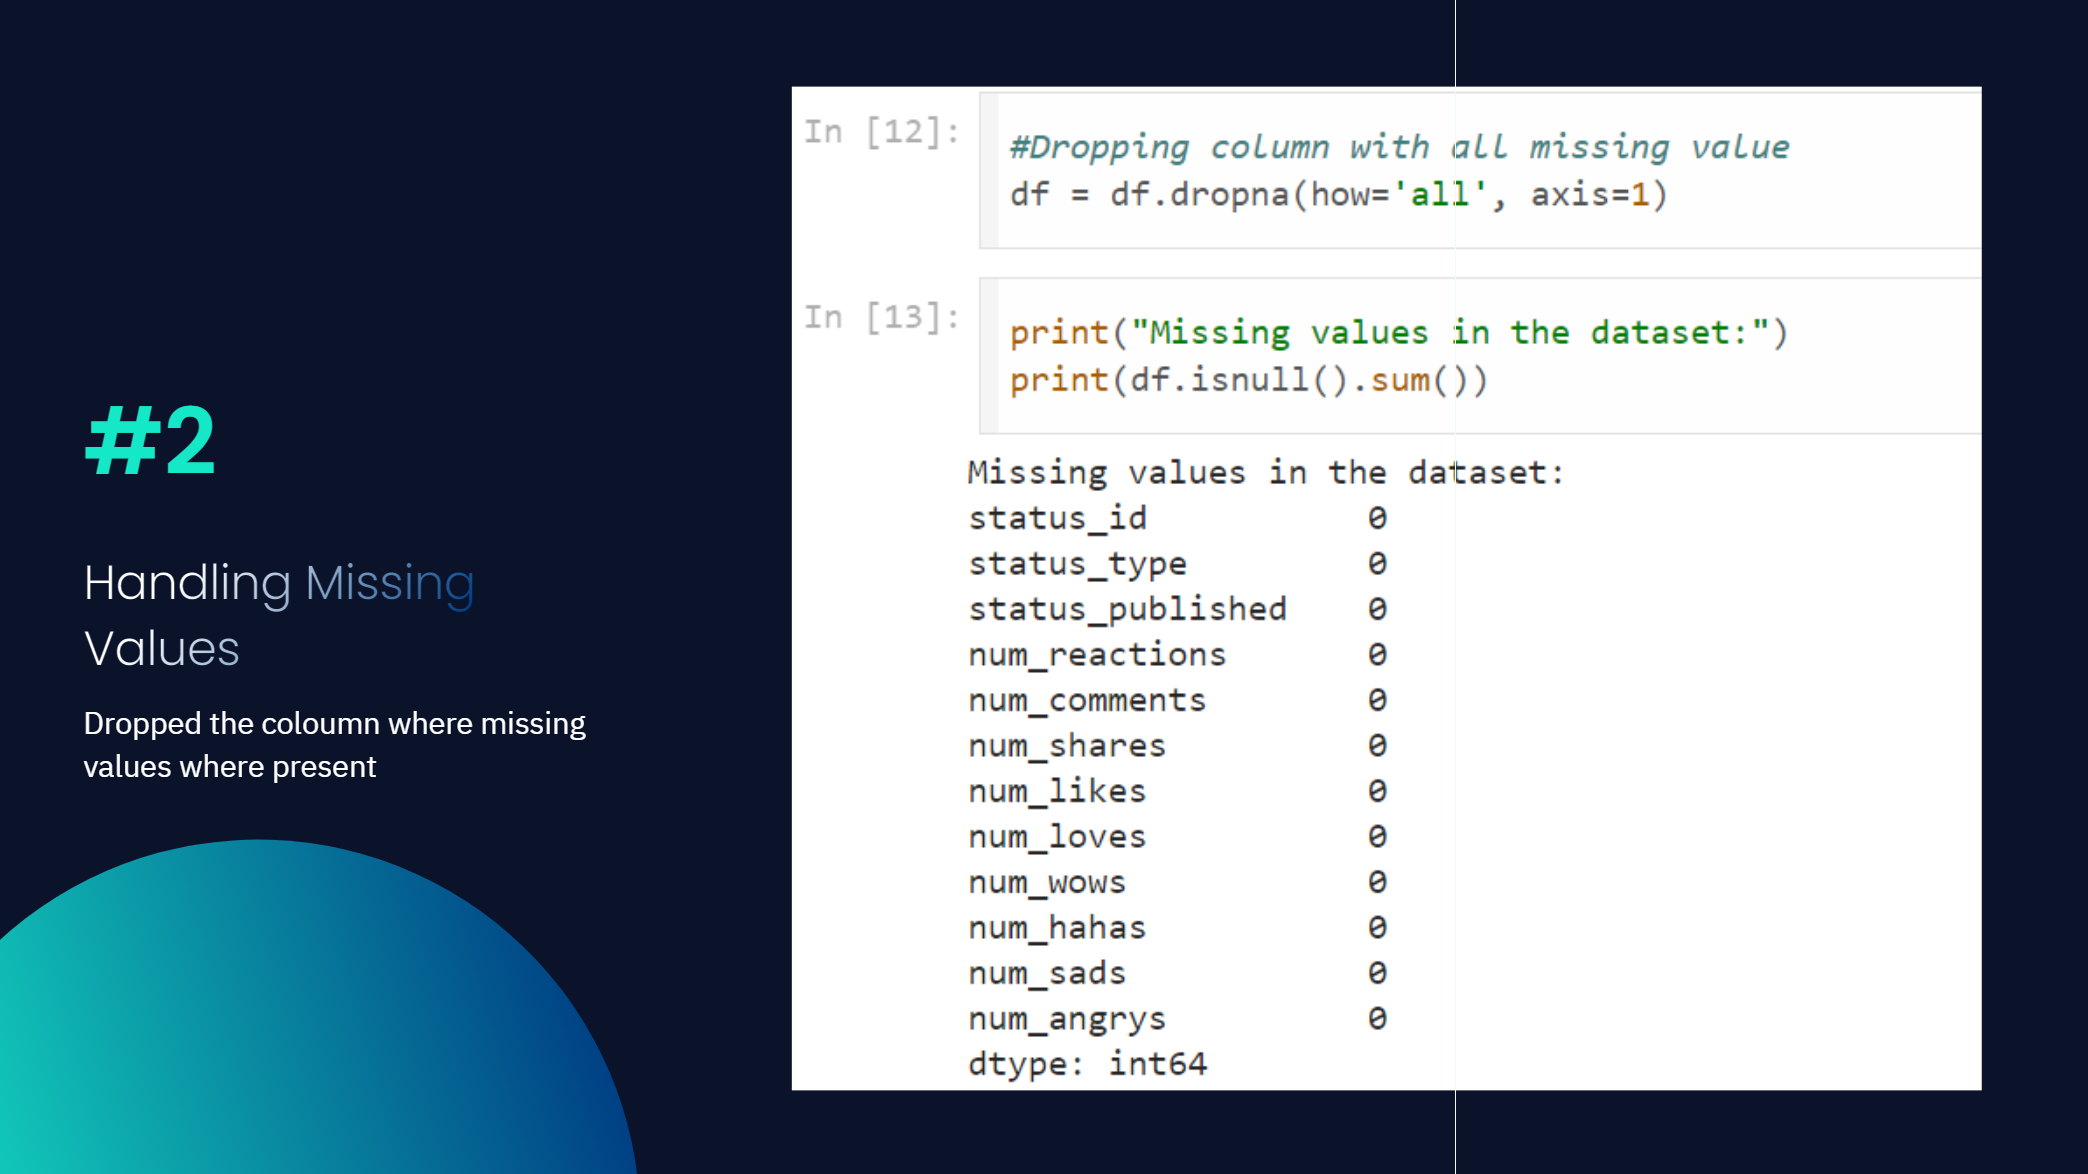 #2
Handling Missing
Values
Dropped the coloumn where missing
values where present
In [12]:
#Dropping column with all missing value
df = df.dropna(how='all', axis=1)
In [13]:
print("Missing values in the dataset:")
print(df.isnull().sum())
Missing values in the dataset:
status_id 0
status_type 0
status_published 0
num_reactions 0
num_comments 0
num_shares 0
num_likes 0
num_loves 0
num_wows 0
num_hahas 0
num_sads 0
num_angrys 0
dtype: int64